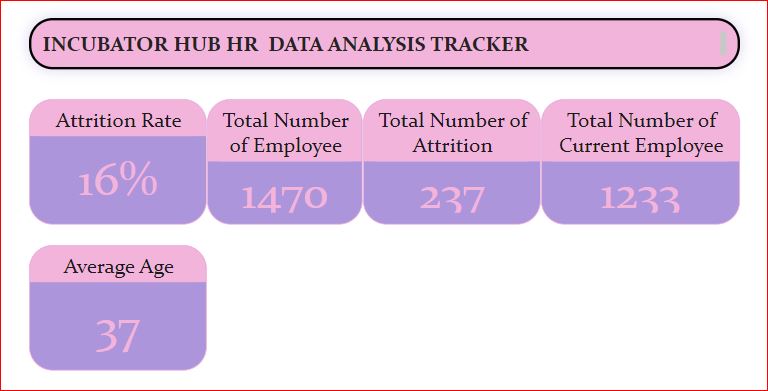 INCUBATOR HUB HR  DATA ANALYSIS TRACKER
Attrition Rate
16%
Total Number
of Employee
1470
Total Number of
Attrition
237
Total Number of
Current Employee
1233
Average Age
37